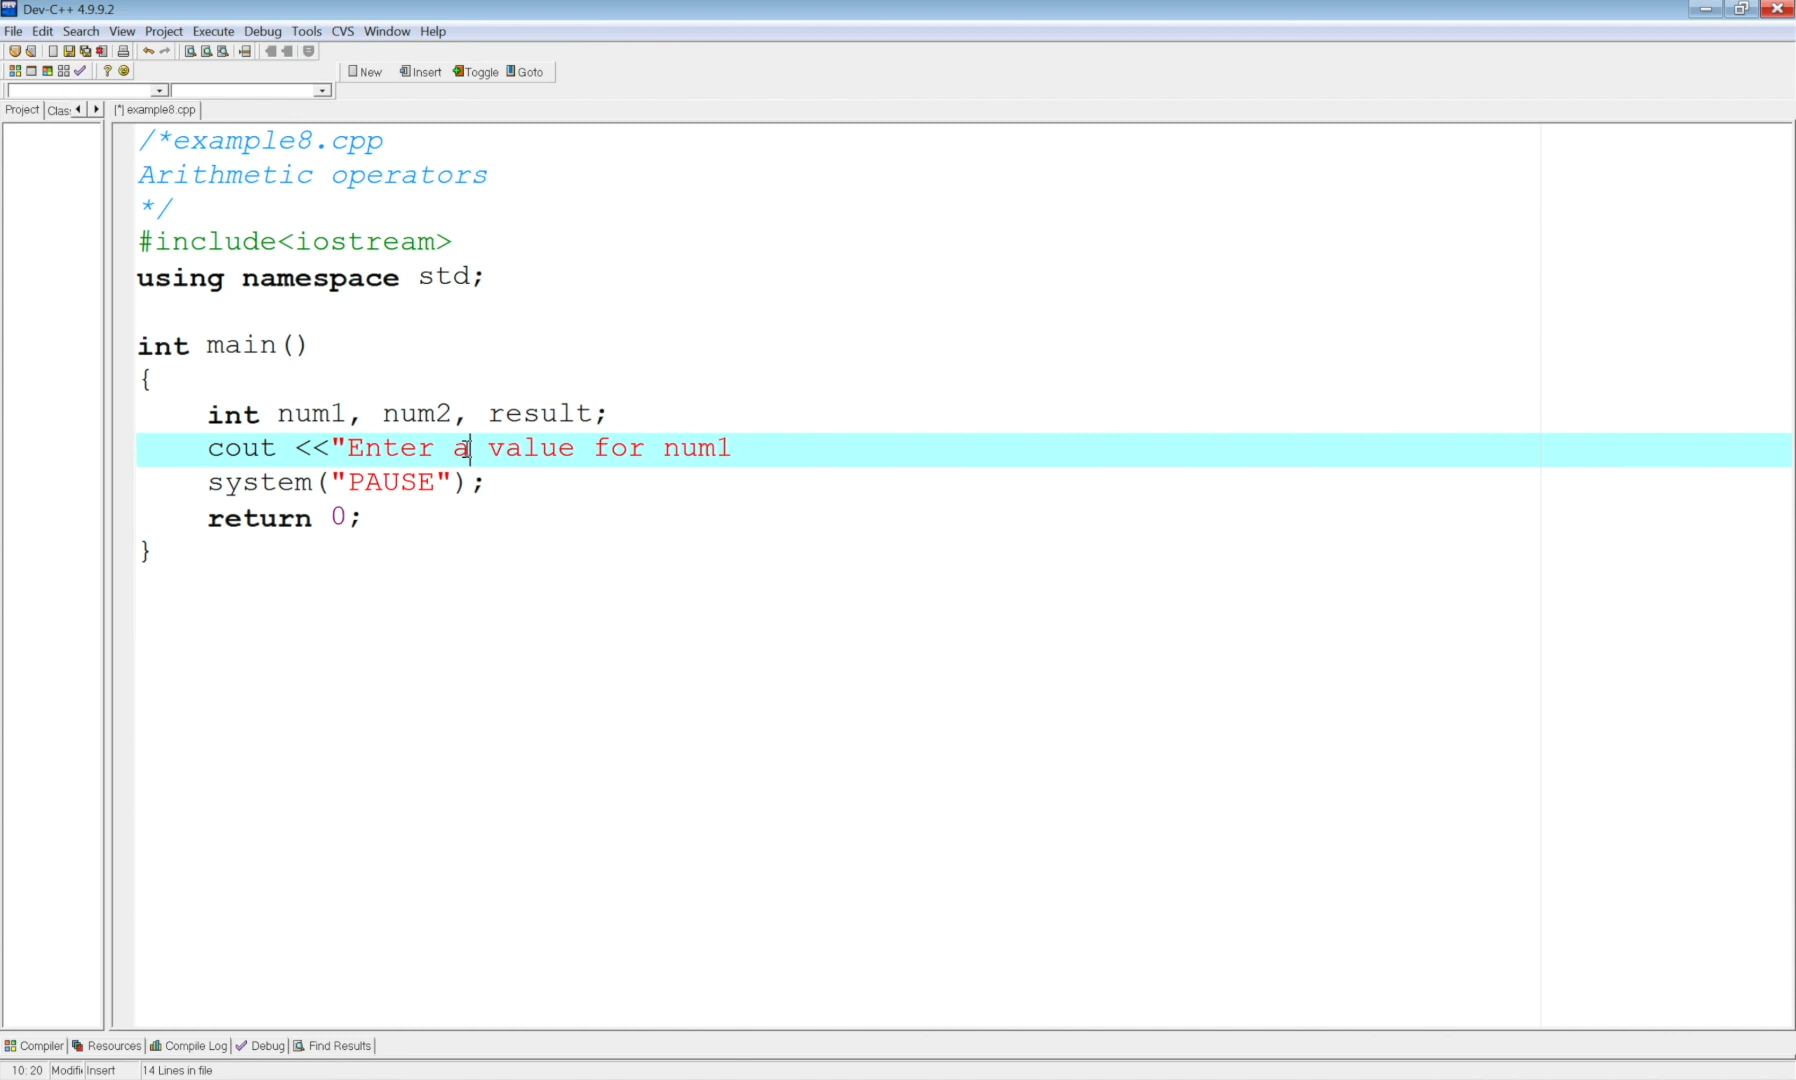 Dev-C++ 4.9.9.2
File Edit Search View Project Execute Debug Tools CVS Window Help
New Insert Toggle Goto
Project Clas [*] example8.cpp
/*example8.cpp
Arithmetic operators
*/
#include<iostream>
using namespace std;
int main()
{
int num1, num2, result;
cout <<"Enter a value for num1
system("PAUSE");
return 0;
}
Compiler Resources Compile Log Debug Find Results
10: 20 Modifi Insert 14 Lines in file